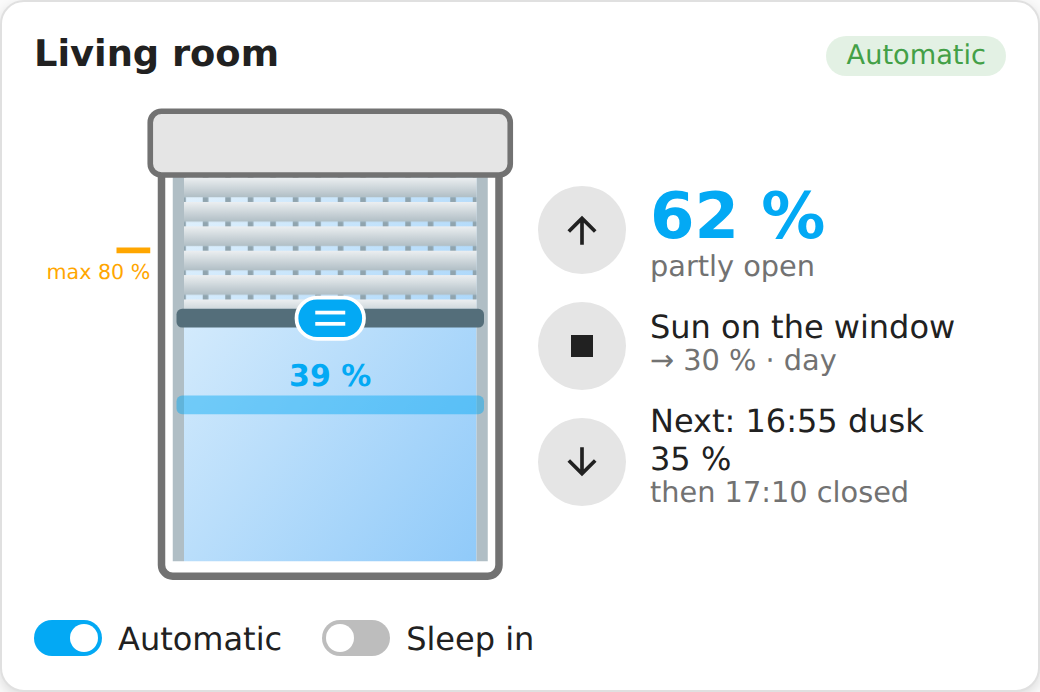 Living room
Automatic
max 80 %
39 %
62 %
partly open
Sun on the window
→ 30 % · day
Next: 16:55 dusk
35 %
then 17:10 closed
Automatic
Sleep in